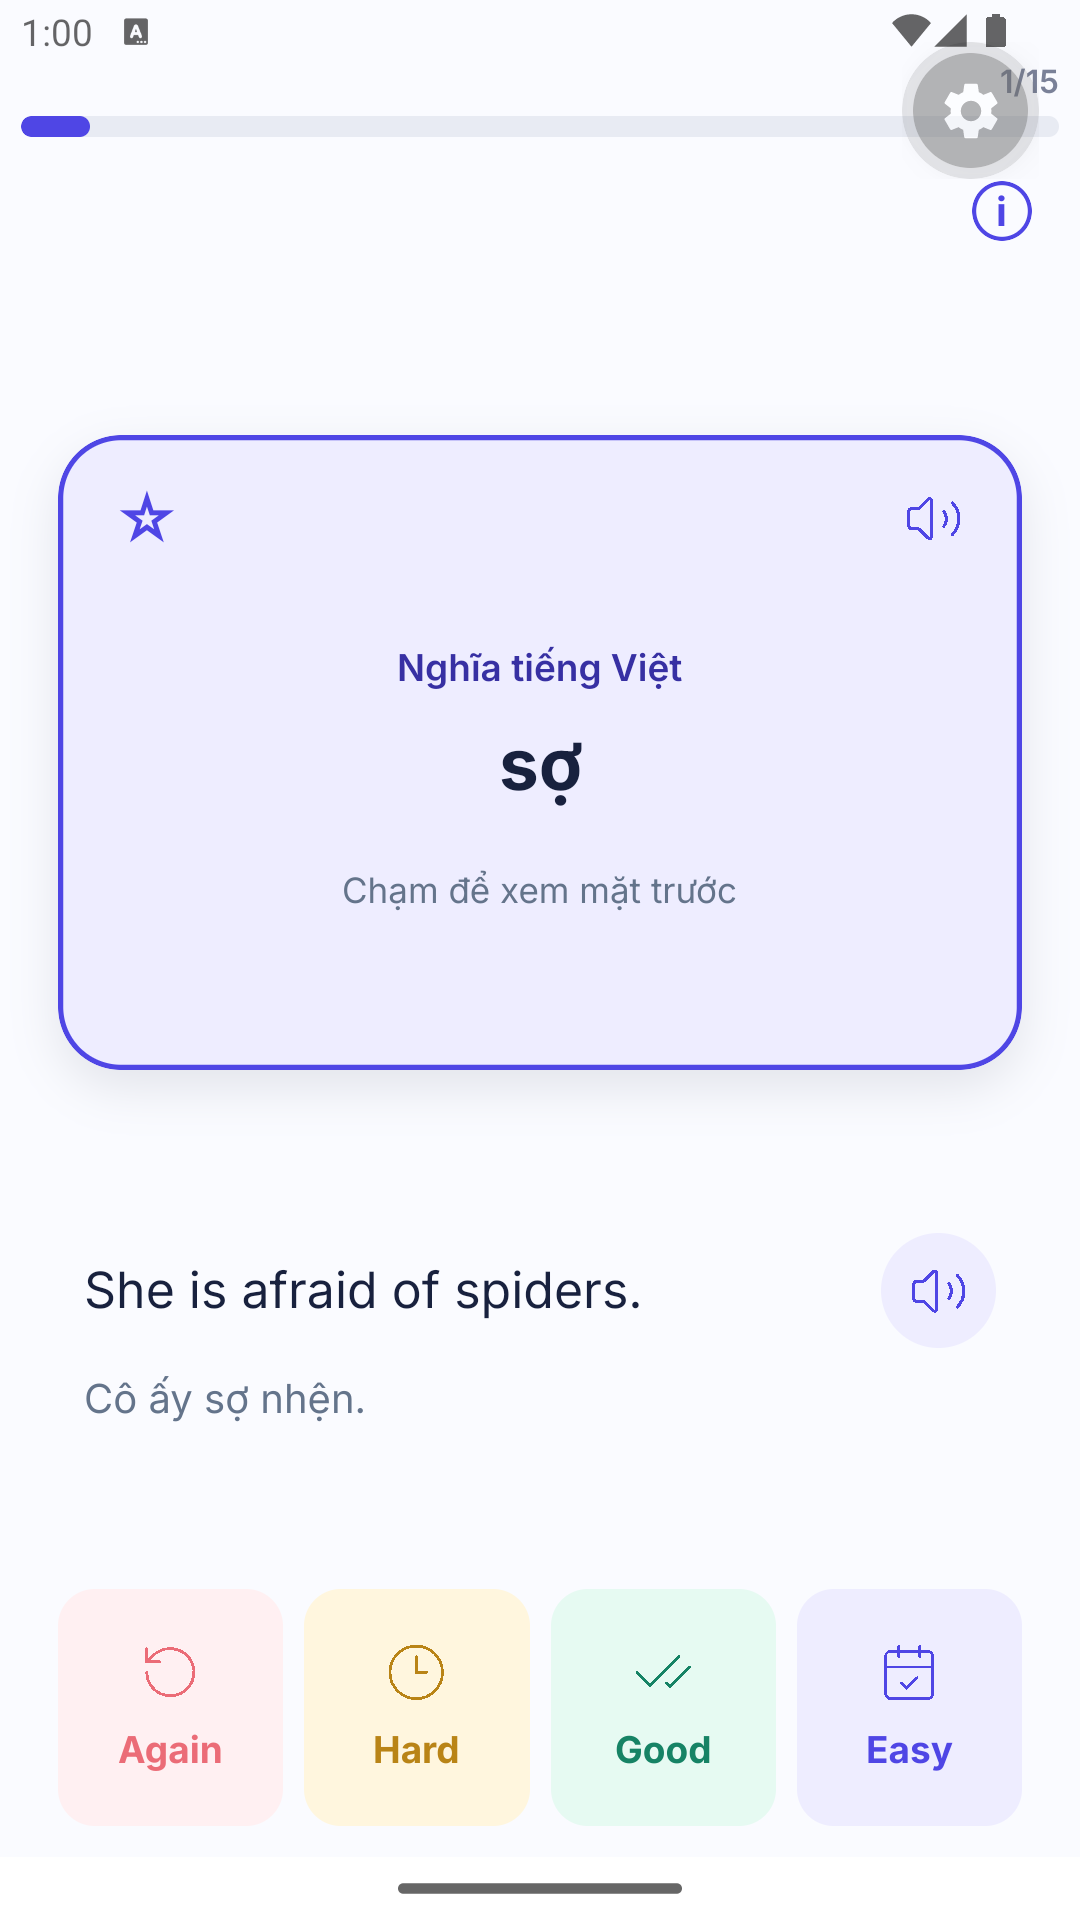 1:00
1/15
Nghĩa tiếng Việt
sợ
Chạm để xem mặt trước
She is afraid of spiders.
Cô ấy sợ nhện.
Again
Hard
Good
Easy